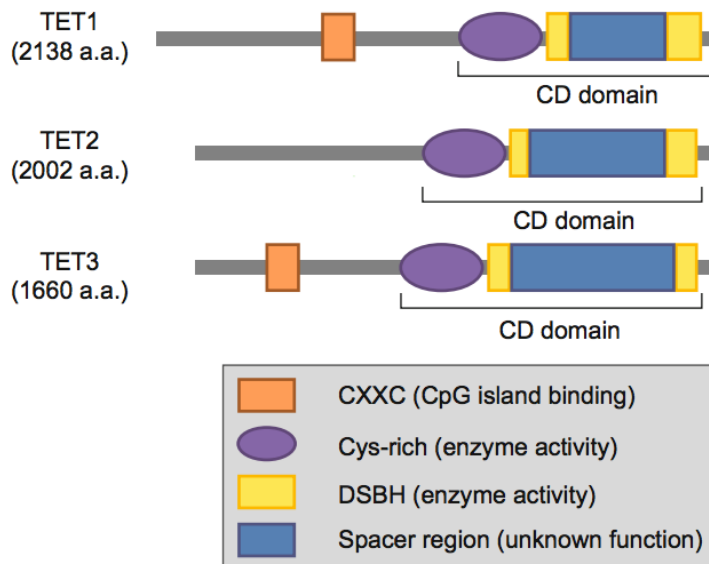 TET1
(2138 a.a.)
CD domain
TET2
(2002 a.a.)
CD domain
TET3
(1660 a.a.)
CD domain
CXXC (CpG island binding)
Cys-rich (enzyme activity)
DSBH (enzyme activity)
Spacer region (unknown function)